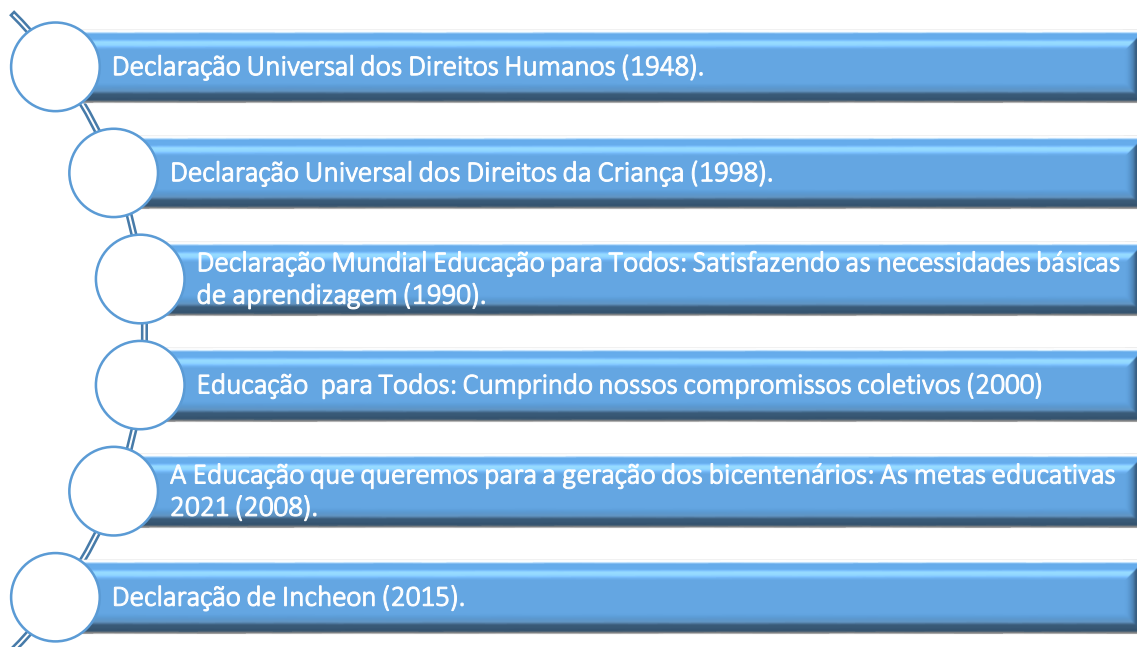 Declaração Universal dos Direitos Humanos (1948).
Declaração Universal dos Direitos da Criança (1998).
Declaração Mundial Educação para Todos: Satisfazendo as necessidades básicas
de aprendizagem (1990).
Educação  para Todos: Cumprindo nossos compromissos coletivos (2000)
A Educação que queremos para a geração dos bicentenários: As metas educativas
2021 (2008).
Declaração de Incheon (2015).